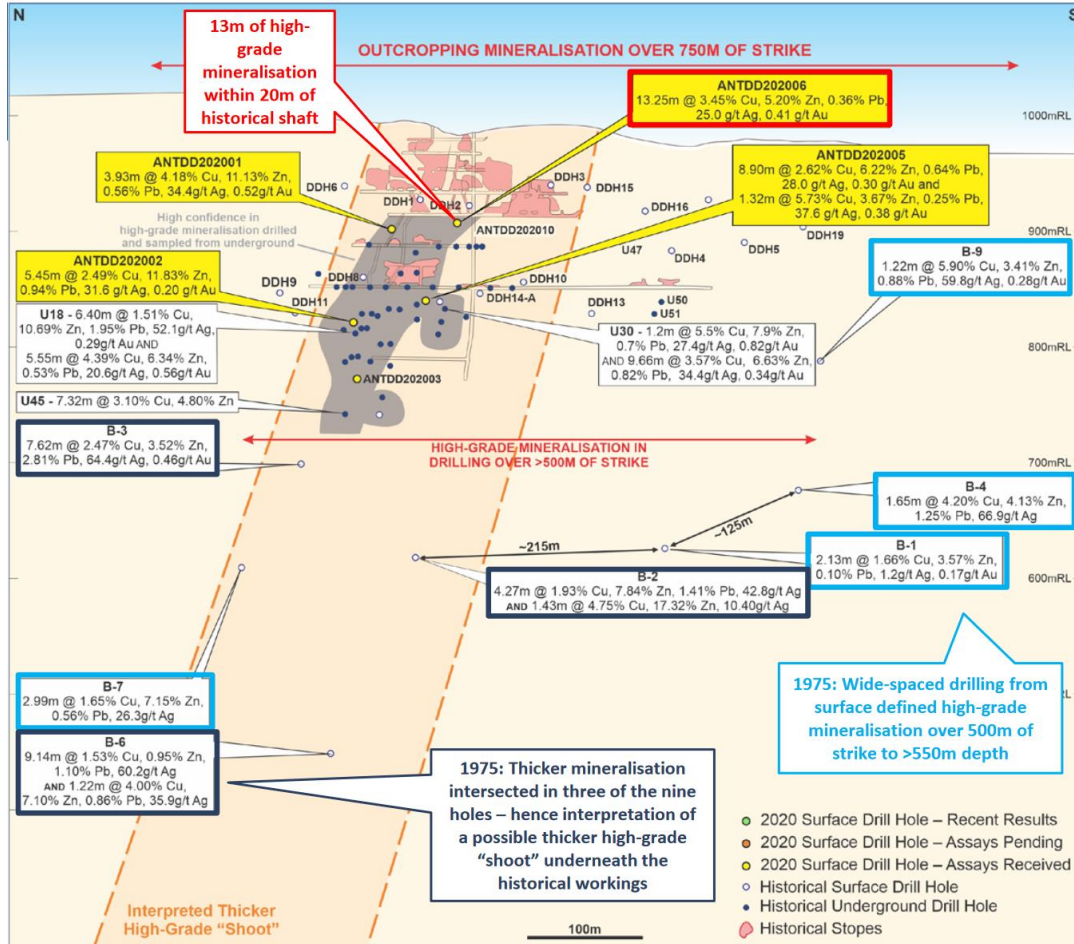 N
S
13m of high-
grade
mineralisation
within 20m of
historical shaft
OUTCROPPING MINERALISATION OVER 750M OF STRIKE
ANTDD202006
13.25m @ 3.45% Cu, 5.20% Zn, 0.36% Pb,
25.0 g/t Ag, 0.41 g/t Au
1000mRL
ANTDD202001
3.93m @ 4.18% Cu, 11.13% Zn,
0.56% Pb, 34.4g/t Ag, 0.52g/t Au
ANTDD202005
8.90m @ 2.62% Cu, 6.22% Zn, 0.64% Pb,
28.0 g/t Ag, 0.30 g/t Au and
1.32m @ 5.73% Cu, 3.67% Zn, 0.25% Pb,
37.6 g/t Ag, 0.38 g/t Au
DDH6
DDH1
DDH2
DDH3
DDH15
DDH16
High confidence in
high-grade mineralisation drilled
and sampled from underground
ANTDD202010
900mRL
DDH19
U47
DDH4
DDH5
ANTDD202002
5.45m @ 2.49% Cu, 11.83% Zn,
0.94% Pb, 31.6 g/t Ag, 0.20 g/t Au
B-9
1.22m @ 5.90% Cu, 3.41% Zn,
0.88% Pb, 59.8g/t Ag, 0.28g/t Au
DDH9
DDH8
DDH10
DDH11
DDH14-A
DDH13
U50
U51
U18 - 6.40m @ 1.51% Cu,
10.69% Zn, 1.95% Pb, 52.1g/t Ag,
0.29g/t Au AND
5.55m @ 4.39% Cu, 6.34% Zn,
0.53% Pb, 20.6g/t Ag, 0.56g/t Au
U30 - 1.2m @ 5.5% Cu, 7.9% Zn,
0.7% Pb, 27.4g/t Ag, 0.82g/t Au
AND 9.66m @ 3.57% Cu, 6.63% Zn,
0.82% Pb, 34.4g/t Ag, 0.34g/t Au
800mRL
ANTDD202003
U45 - 7.32m @ 3.10% Cu, 4.80% Zn
B-3
7.62m @ 2.47% Cu, 3.52% Zn,
2.81% Pb, 64.4g/t Ag, 0.46g/t Au
HIGH-GRADE MINERALISATION IN
DRILLING OVER >500M OF STRIKE
700mRL
B-4
1.65m @ 4.20% Cu, 4.13% Zn,
1.25% Pb, 66.9g/t Ag
~125m
~215m
B-1
2.13m @ 1.66% Cu, 3.57% Zn,
0.10% Pb, 1.2g/t Ag, 0.17g/t Au
B-2
4.27m @ 1.93% Cu, 7.84% Zn, 1.41% Pb, 42.8g/t Ag
AND 1.43m @ 4.75% Cu, 17.32% Zn, 10.40g/t Ag
600mRL
B-7
2.99m @ 1.65% Cu, 7.15% Zn,
0.56% Pb, 26.3g/t Ag
1975: Wide-spaced drilling from
surface defined high-grade
mineralisation over 500m of
strike to >550m depth
B-6
9.14m @ 1.53% Cu, 0.95% Zn,
1.10% Pb, 60.2g/t Ag
AND 1.22m @ 4.00% Cu,
7.10% Zn, 0.86% Pb, 35.9g/t Ag
1975: Thicker mineralisation
intersected in three of the nine
holes – hence interpretation of
a possible thicker high-grade
“shoot” underneath the
historical workings
2020 Surface Drill Hole – Recent Results
2020 Surface Drill Hole – Assays Pending
2020 Surface Drill Hole – Assays Received
Historical Surface Drill Hole
Historical Underground Drill Hole
Historical Stopes
Interpreted Thicker
High-Grade “Shoot”
100m